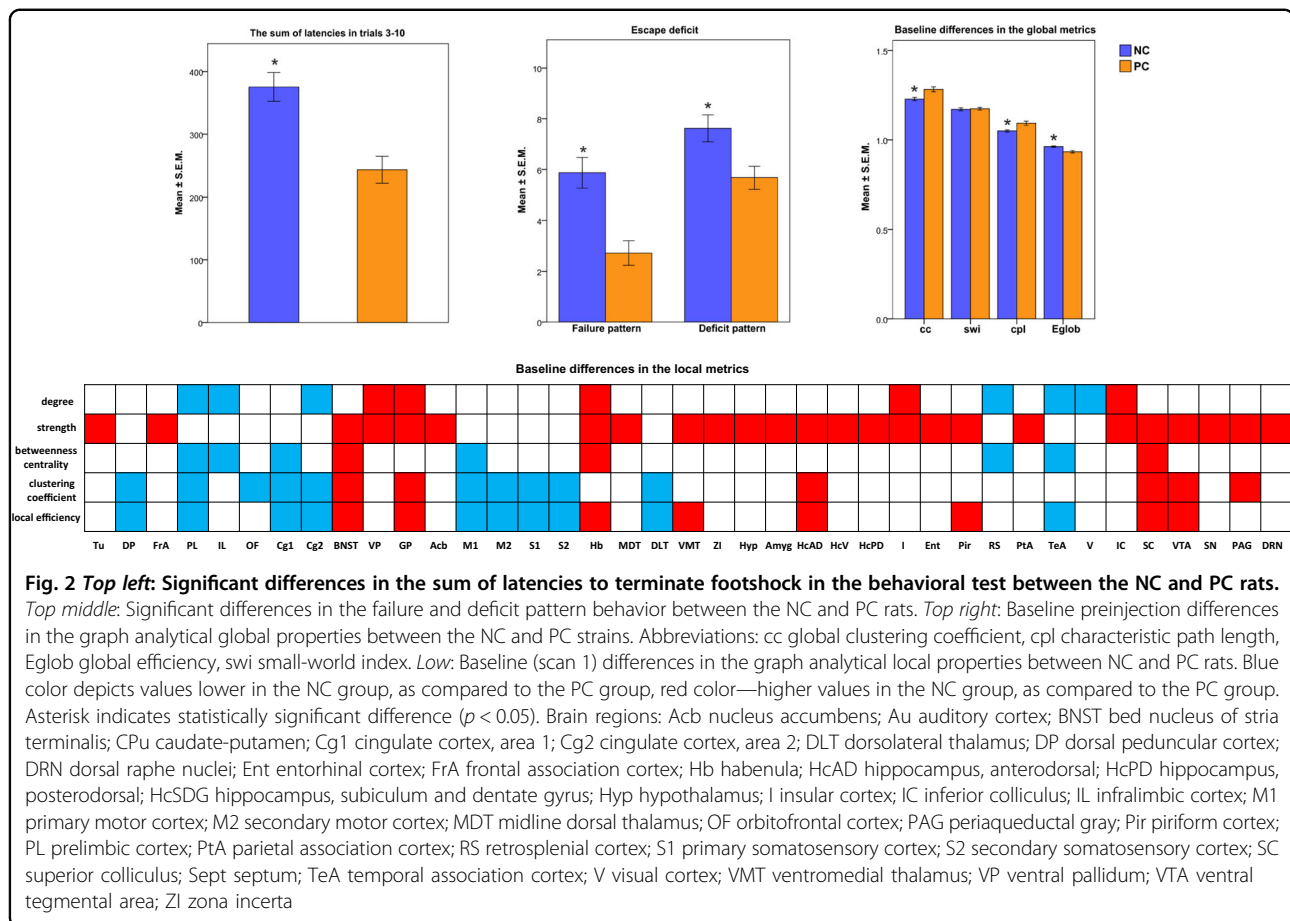 The sum of latencies in trials 3-10
Mean ± S.E.M.
400
300
200
100
0
*
Escape deficit
Mean ± S.E.M.
10
8
6
4
2
0
*
*
Failure pattern
Deficit pattern
Baseline differences in the global metrics
Mean ± S.E.M.
1.5
1.0
0.5
0.0
*
*
*
cc
swi
cpl
Eglob
NC
PC
Baseline differences in the local metrics
degree
strength
betweenness
centrality
clustering
coefficient
local efficiency
Tu DP FrA PL IL OF Cg1 Cg2 BNST VP GP Acb M1 M2 S1 S2 Hb MDT DLT VMT ZI Hyp Amyg HcAD HcV HcPD I Ent Pir RS PtA TeA V IC SC VTA SN PAG DRN
Fig. 2 Top left: Significant differences in the sum of latencies to terminate footshock in the behavioral test between the NC and PC rats.
Top middle: Significant differences in the failure and deficit pattern behavior between the NC and PC rats. Top right: Baseline preinjection differences
in the graph analytical global properties between the NC and PC strains. Abbreviations: cc global clustering coefficient, cpl characteristic path length,
Eglob global efficiency, swi small-world index. Low: Baseline (scan 1) differences in the graph analytical local properties between NC and PC rats. Blue
color depicts values lower in the NC group, as compared to the PC group, red color—higher values in the NC group, as compared to the PC group.
Asterisk indicates statistically significant difference (p < 0.05). Brain regions: Acb nucleus accumbens; Au auditory cortex; BNST bed nucleus of stria
terminalis; CPu caudate-putamen; Cg1 cingulate cortex, area 1; Cg2 cingulate cortex, area 2; DLT dorsolateral thalamus; DP dorsal peduncular cortex;
DRN dorsal raphe nuclei; Ent entorhinal cortex; FrA frontal association cortex; Hb habenula; HcAD hippocampus, anterodorsal; HcPD hippocampus,
posterodorsal; HcSDG hippocampus, subiculum and dentate gyrus; Hyp hypothalamus; I insular cortex; IC inferior colliculus; IL infralimbic cortex; M1
primary motor cortex; M2 secondary motor cortex; MDT midline dorsal thalamus; OF orbitofrontal cortex; PAG periaqueductal gray; Pir piriform cortex;
PL prelimbic cortex; PtA parietal association cortex; RS retrosplenial cortex; S1 primary somatosensory cortex; S2 secondary somatosensory cortex; SC
superior colliculus; Sept septum; TeA temporal association cortex; V visual cortex; VMT ventromedial thalamus; VP ventral pallidum; VTA ventral
tegmental area; ZI zona incerta